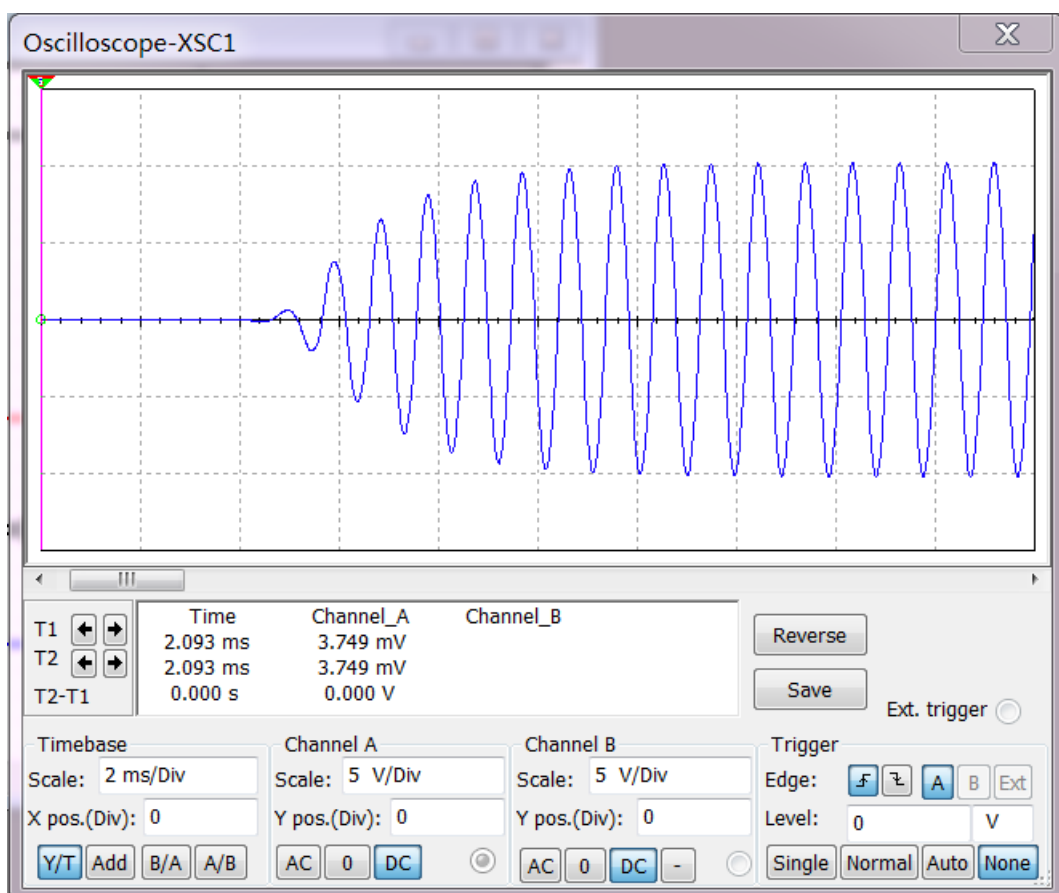 Oscilloscope-XSC1
Time Channel_A Channel_B
T1 2.093 ms 3.749 mV
T2 2.093 ms 3.749 mV
T2-T1 0.000 s 0.000 V
Reverse
Save
Ext. trigger
Timebase
Scale: 2 ms/Div
X pos.(Div): 0
Y/T Add B/A A/B
Channel A
Scale: 5 V/Div
Y pos.(Div): 0
AC 0 DC
Channel B
Scale: 5 V/Div
Y pos.(Div): 0
AC 0 DC -
Trigger
Edge: A B Ext
Level: 0 V
Single Normal Auto None